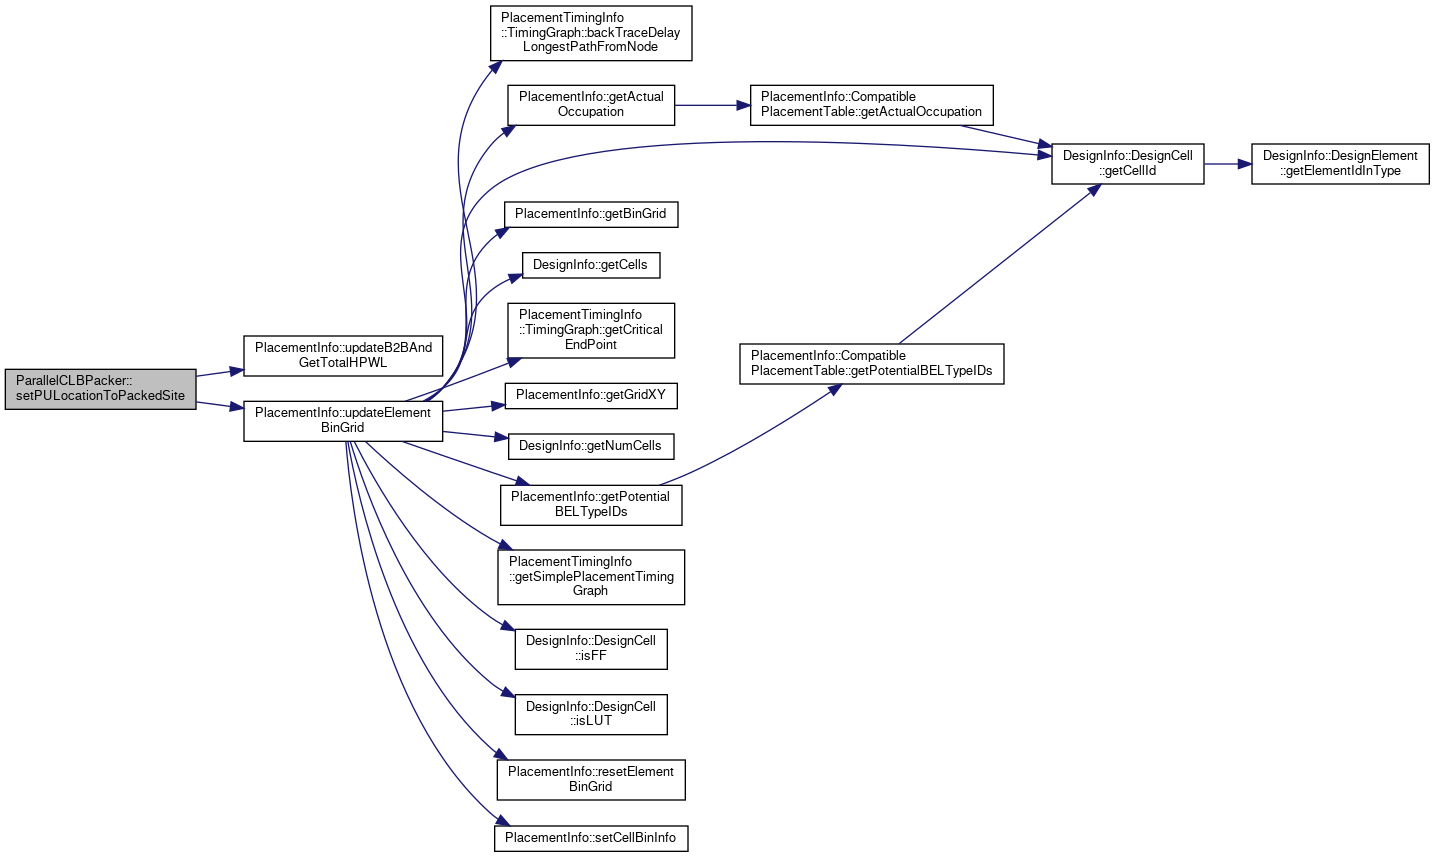 ParallelCLBPacker::
setPULocationToPackedSite
PlacementInfo::updateB2BAnd
GetTotalHPWL
PlacementInfo::updateElement
BinGrid
PlacementTimingInfo
::TimingGraph::backTraceDelay
LongestPathFromNode
PlacementInfo::getActual
Occupation
PlacementInfo::getBinGrid
DesignInfo::getCells
PlacementTimingInfo
::TimingGraph::getCritical
EndPoint
PlacementInfo::getGridXY
DesignInfo::getNumCells
PlacementInfo::getPotential
BELTypeIDs
PlacementTimingInfo
::getSimplePlacementTiming
Graph
DesignInfo::DesignCell
::isFF
DesignInfo::DesignCell
::isLUT
PlacementInfo::resetElement
BinGrid
PlacementInfo::setCellBinInfo
PlacementInfo::Compatible
PlacementTable::getActualOccupation
PlacementInfo::Compatible
PlacementTable::getPotentialBELTypeIDs
DesignInfo::DesignCell
::getCellId
DesignInfo::DesignElement
::getElementIdInType